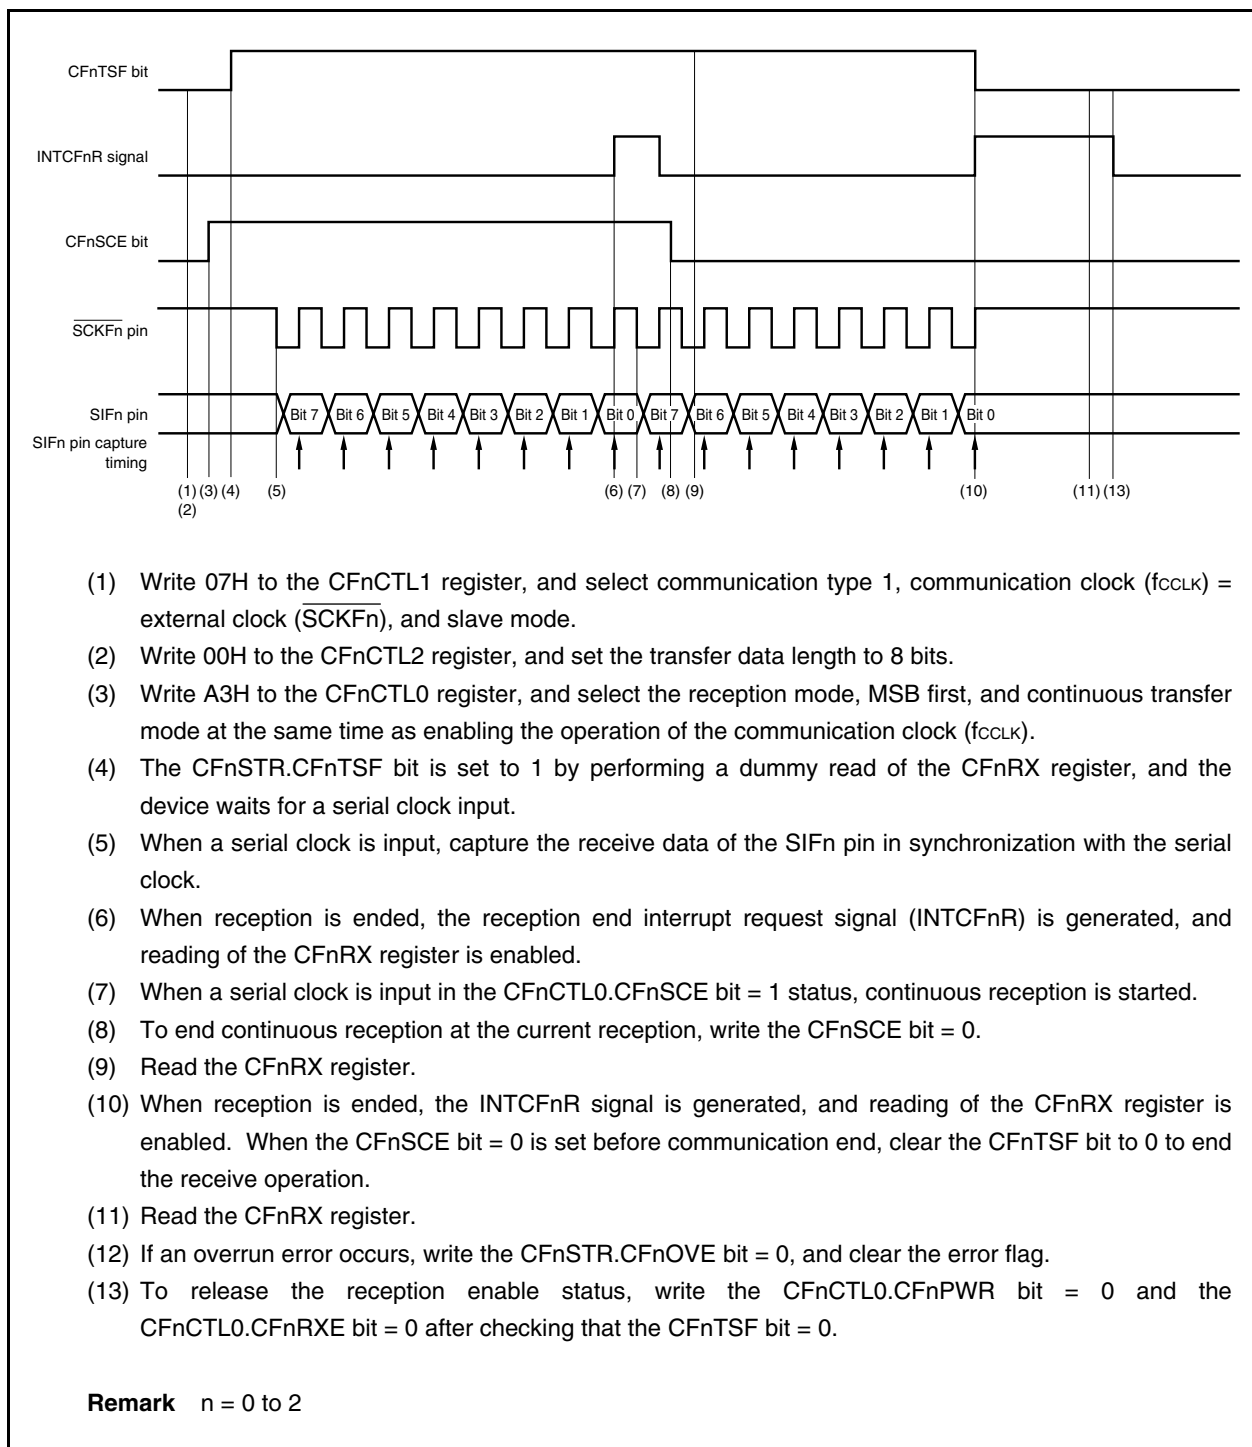 CFnTSF bit
INTCFnR signal
CFnSCE bit
SCKFn pin
SIFn pin
Bit 7 Bit 6 Bit 5 Bit 4 Bit 3 Bit 2 Bit 1 Bit 0 Bit 7 Bit 6 Bit 5 Bit 4 Bit 3 Bit 2 Bit 1 Bit 0
SIFn pin capture
timing
(1) (3) (4) (5) (6) (7) (8) (9) (10) (11) (13)
(2)
(1) Write 07H to the CFnCTL1 register, and select communication type 1, communication clock (fCCLK) =
external clock (SCKFn), and slave mode.
(2) Write 00H to the CFnCTL2 register, and set the transfer data length to 8 bits.
(3) Write A3H to the CFnCTL0 register, and select the reception mode, MSB first, and continuous transfer
mode at the same time as enabling the operation of the communication clock (fCCLK).
(4) The CFnSTR.CFnTSF bit is set to 1 by performing a dummy read of the CFnRX register, and the
device waits for a serial clock input.
(5) When a serial clock is input, capture the receive data of the SIFn pin in synchronization with the serial
clock.
(6) When reception is ended, the reception end interrupt request signal (INTCFnR) is generated, and
reading of the CFnRX register is enabled.
(7) When a serial clock is input in the CFnCTL0.CFnSCE bit = 1 status, continuous reception is started.
(8) To end continuous reception at the current reception, write the CFnSCE bit = 0.
(9) Read the CFnRX register.
(10) When reception is ended, the INTCFnR signal is generated, and reading of the CFnRX register is
enabled. When the CFnSCE bit = 0 is set before communication end, clear the CFnTSF bit to 0 to end
the receive operation.
(11) Read the CFnRX register.
(12) If an overrun error occurs, write the CFnSTR.CFnOVE bit = 0, and clear the error flag.
(13) To release the reception enable status, write the CFnCTL0.CFnPWR bit = 0 and the
CFnCTL0.CFnRXE bit = 0 after checking that the CFnTSF bit = 0.
Remark n = 0 to 2